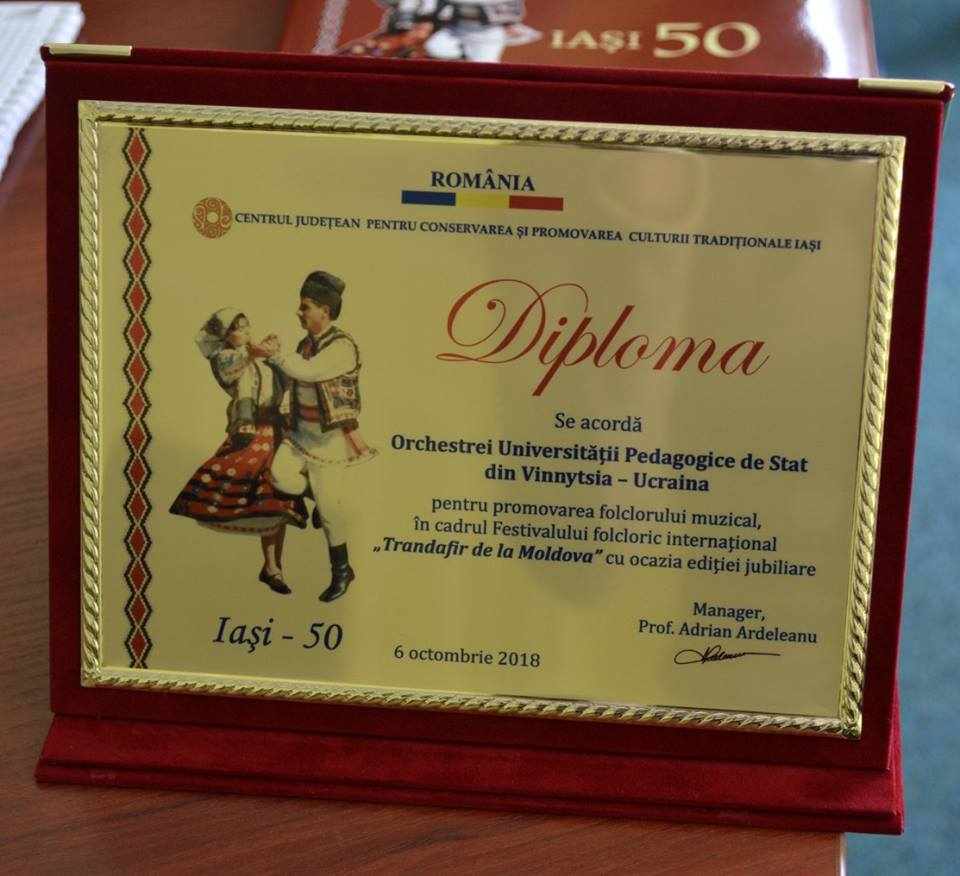 IAȘI 50
ROMÂNIA
CENTRUL JUDEȚEAN PENTRU CONSERVAREA ȘI PROMOVAREA CULTURII TRADIȚIONALE IAȘI
Diploma
Se acordă
Orchestrei Universității Pedagogice de Stat
din Vinnytsia – Ucraina
pentru promovarea folclorului muzical,
în cadrul Festivalului folcloric internațional
„Trandafir de la Moldova” cu ocazia ediției jubiliare
Manager,
Prof. Adrian Ardeleanu
Iași - 50
6 octombrie 2018